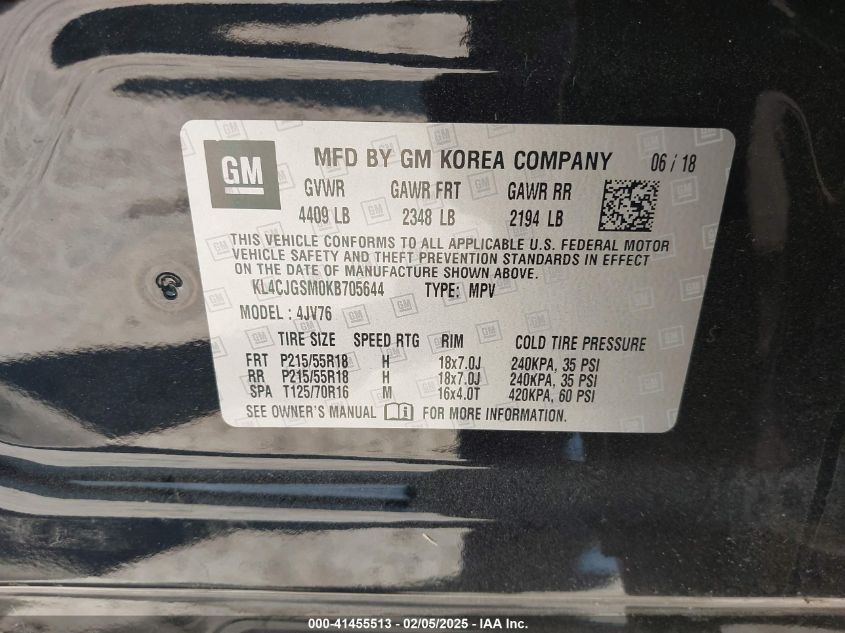 GM MFD BY GM KOREA COMPANY 06 / 18
GVWR GAWR FRT GAWR RR
4409 LB 2348 LB 2194 LB
THIS VEHICLE CONFORMS TO ALL APPLICABLE U.S. FEDERAL MOTOR
VEHICLE SAFETY AND THEFT PREVENTION STANDARDS IN EFFECT
ON THE DATE OF MANUFACTURE SHOWN ABOVE.
KL4CJGSM0KB705644 TYPE: MPV
MODEL : 4JV76
TIRE SIZE SPEED RTG RIM COLD TIRE PRESSURE
FRT P215/55R18 H 18x7.0J 240KPA, 35 PSI
RR P215/55R18 H 18x7.0J 240KPA, 35 PSI
SPA T125/70R16 M 16x4.0T 420KPA, 60 PSI
SEE OWNER'S MANUAL FOR MORE INFORMATION.
000-41455513 - 02/05/2025 - IAA Inc.